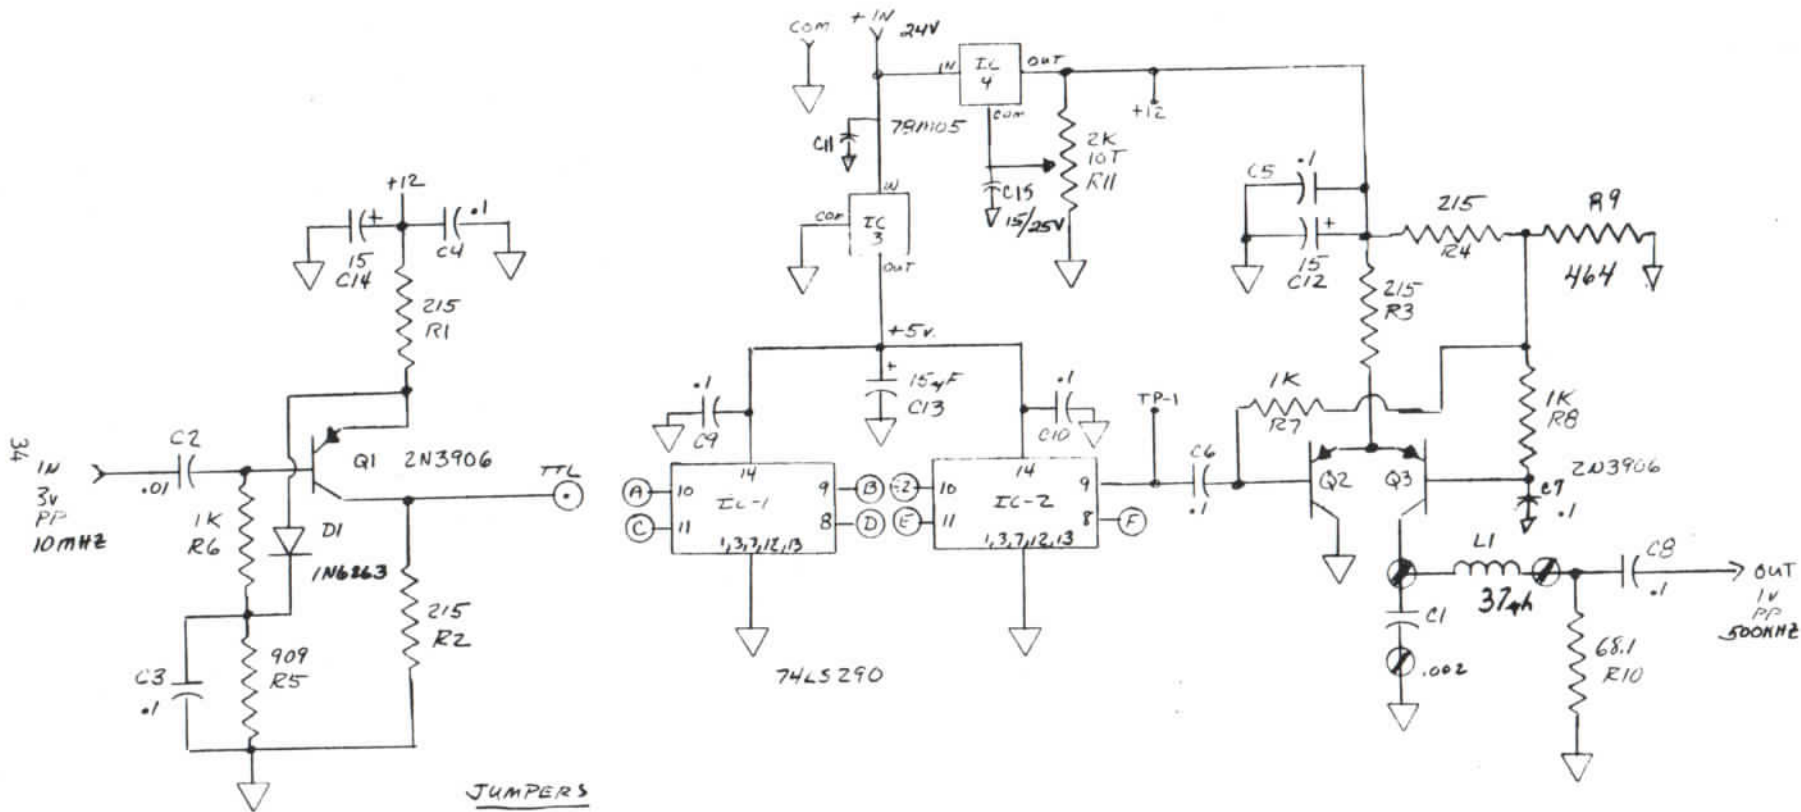 COM
+ IN
24V
IN
IC
4
OUT
COM
+12
78M05
C11
2K
10T
R11
C15
15/25V
IN
COM
IC
3
OUT
+12
+
15
C14
.1
C4
215
R1
C5
.1
+
15
C12
215
R4
R9
464
215
R3
+5V.
.1
C9
+
15µF
C13
.1
C10
TP-1
1K
R7
1K
R8
34
IN
3V
PP
10MHZ
C2
.01
Q1
2N3906
TTL
1K
R6
D1
1N6263
215
R2
909
R5
C3
.1
A
C
10
11
14
IC-1
1,3,7,12,13
9
8
B
D
E2
E
10
11
14
IC-2
1,3,7,12,13
9
8
F
C6
.1
Q2
Q3
2N3906
C7
.1
L1
37µh
C1
.002
C8
.1
68.1
R10
OUT
1V
PP
500KHZ
74LS290
JUMPERS